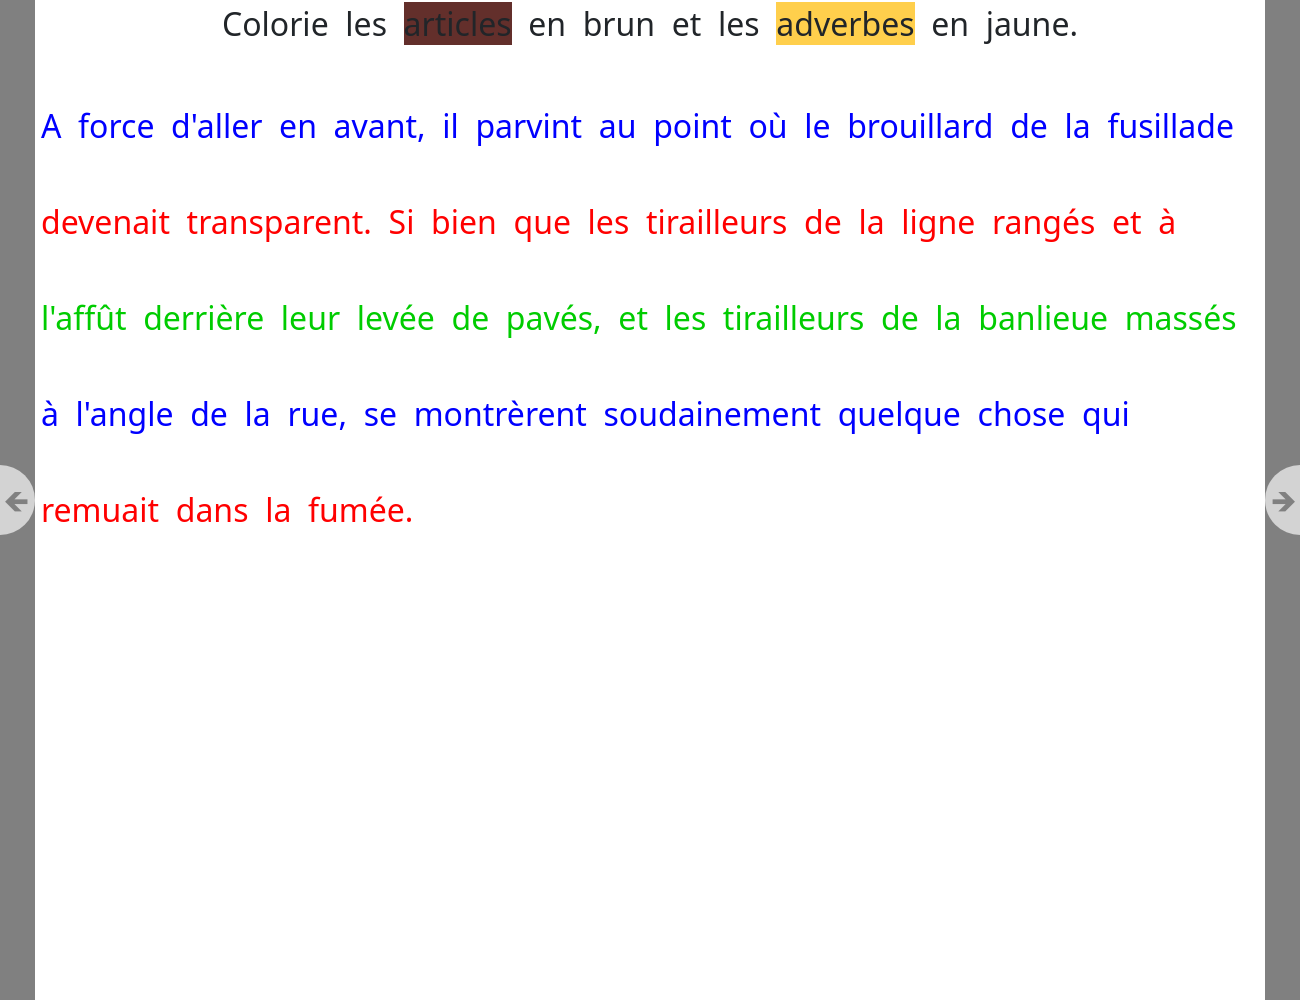 Colorie les articles en brun et les adverbes en jaune.
A force d'aller en avant, il parvint au point où le brouillard de la fusillade
devenait transparent. Si bien que les tirailleurs de la ligne rangés et à
l'affût derrière leur levée de pavés, et les tirailleurs de la banlieue massés
à l'angle de la rue, se montrèrent soudainement quelque chose qui
remuait dans la fumée.